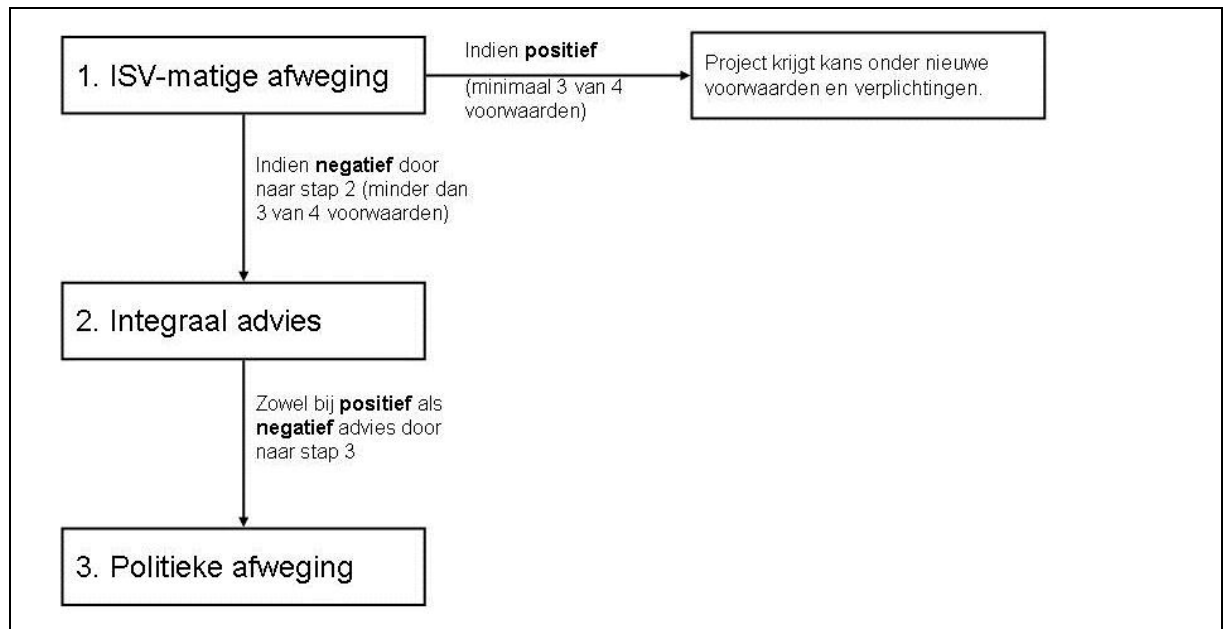 1. ISV-matige afweging
Indien positief
(minimaal 3 van 4
voorwaarden)
Project krijgt kans onder nieuwe
voorwaarden en verplichtingen.
Indien negatief door
naar stap 2 (minder dan
3 van 4 voorwaarden)
2. Integraal advies
Zowel bij positief als
negatief advies door
naar stap 3
3. Politieke afweging